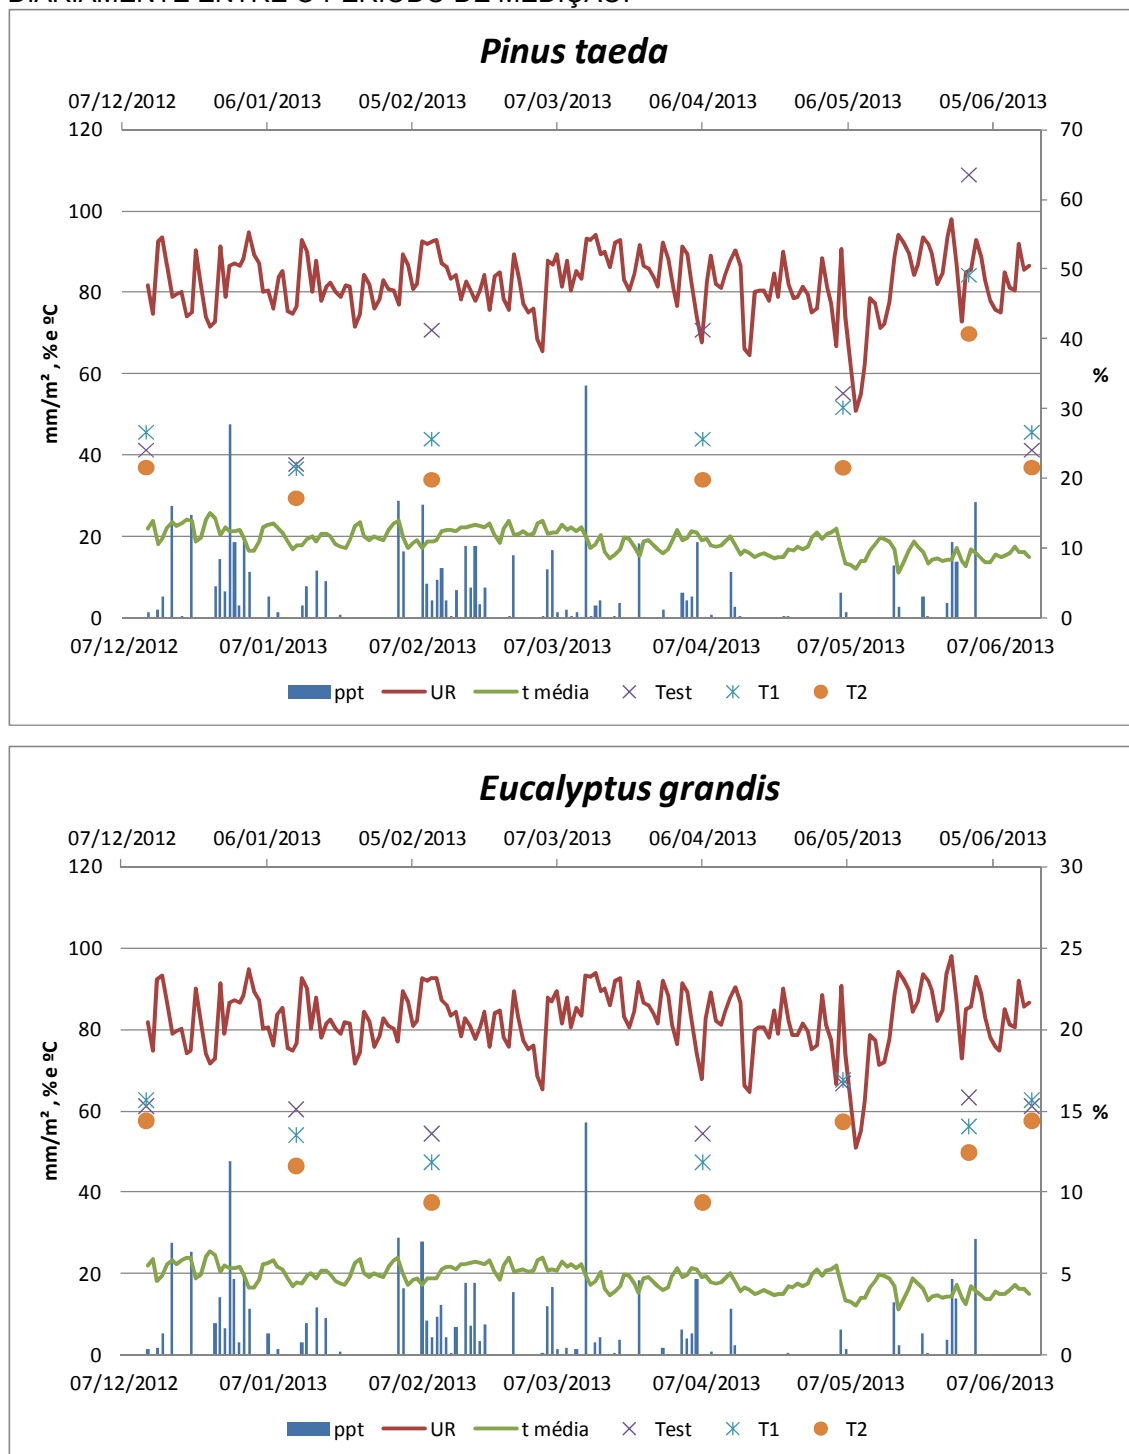 DIARIAMENTE ENTRE O PERÍODO DE MEDIÇÃO.
Pinus taeda
07/12/2012 06/01/2013 05/02/2013 07/03/2013 06/04/2013 06/05/2013 05/06/2013
120 70
60
100
50
80
40
60
%
30
40
20
20
10
0 0
mm/m² , % e ºC
07/12/2012 07/01/2013 07/02/2013 07/03/2013 07/04/2013 07/05/2013 07/06/2013
ppt UR t média Test T1 T2
Eucalyptus grandis
07/12/2012 06/01/2013 05/02/2013 07/03/2013 06/04/2013 06/05/2013 05/06/2013
120 30
100 25
80 20
60 15 %
40 10
20 5
0 0
mm/m² , % e ºC
07/12/2012 07/01/2013 07/02/2013 07/03/2013 07/04/2013 07/05/2013 07/06/2013
ppt UR t média Test T1 T2